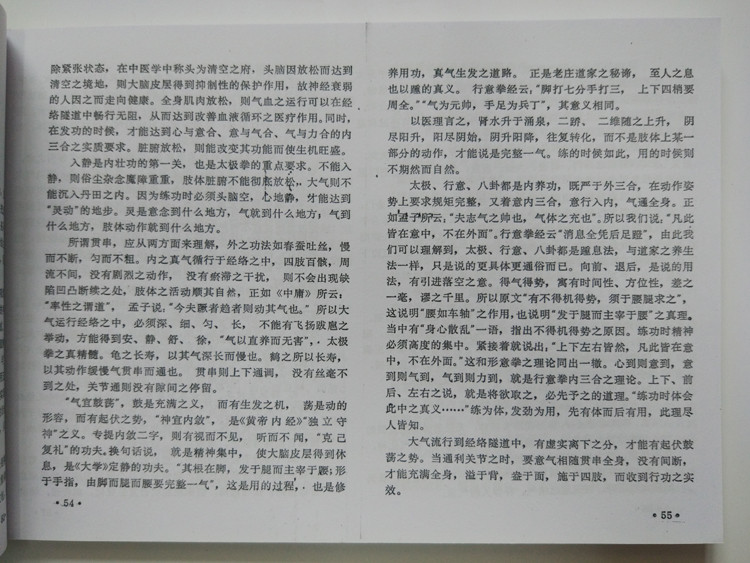 除紧张状态，在中医学中称头为清空之府，头脑因放松而达到
清空之境地，则大脑皮层得到抑制性的保护作用，故神经衰弱
的人因之而走向健康。全身肌肉放松，则气血之运行可以在经
络隧道中畅行无阻，从而达到改善血液循环之医疗作用。同时，
在发功的时候，才能达到心与意合、意与气合、气与力合的内
三合之实质要求。脏腑放松，则能改变其功能而使生机旺盛。
入静是内壮功的第一关，也是太极拳的重点要求。不能入
静，则俗尘杂念魔障重重，肢体脏腑不能彻底放松，大气则不
能沉入丹田之内。因为练功时必须头脑空，心地静，才能达到
“灵动”的地步。灵是意念到什么地方，气就到什么地方；气到
什么地方，肢体动作就到什么地方。
所谓贯串，应从两方面来理解，外之功法如春蚕吐丝，慢
而不断，匀而不粗。内之真气循行于经络之中，四肢百骸，周
流不间，没有剧烈之动作，没有瘀滞之干扰，则不会出现缺
陷凹凸断续之处，肢体之活动顺其自然，正如《中庸》所云：
“率性之谓道”，孟子说：“今夫蹶者趋者则动其气也。”所以大
气运行经络之中，必须深、细、匀、长，不能有飞扬跋扈之
拳动，方能得到安、静、舒、徐，“气以直养而无害”，太极
拳之真精髓。龟之长寿，以其气深长而慢也。鹤之所以长寿，
以其动作缓慢气贯串而通也。贯串则上下通调，没有丝毫不
到之处，关节通则没有隙间之停留。
“气宜鼓荡”，鼓是充满之义，而有生发之机，荡是动的
形容，而有起伏之势，“神宜内敛”，是《黄帝内经》“独立守
神”之义。专提内敛二字，则有视而不见，听而不闻，“克己
复礼”的功夫。换句话说，就是精神集中，使大脑皮层得到休
息，是《大学》定静的功夫。“其根在脚，发于腿而主宰于腰；形
于手指，由脚而腿而腰要完整一气”，这是用的过程，也是修
·54·
养用功，真气生发之道路。正是老庄道家之秘谛，至人之息
也以踵的真义。行意拳经云：“脚打七分手打三，上下四梢要
周全。”“气为元帅，手足为兵丁”，其意义相同。
以医理言之，肾水升于涌泉，二跷、二维随之上升，阴
尽阳升，阳尽阴始，阴升阳降，往复转化，而不是肢体上某一
部分的动作，才能说是完整一气。练的时候如此，用的时候则
不期然而自然。
太极、行意、八卦都是内养功，既严于外三合，在动作姿
势上要求规矩完整，又着意内三合，意行入内，气通全身。正
如孟子所云，“夫志气之帅也，气体之充也”。所以我们说，“凡此
皆在意中，不在外面”。行意拳经云“消息全凭后足蹬”，由此我
们可以理解到，太极、行意、八卦都是踵息法，与道家之养生
法一样，只是说的更具体更通俗而已。向前、退后，是说的用
法，有引进落空之意。得气得势，寓有时间性、方位性，差之
一毫，谬之千里。所以原文“有不得机得势，须于腰腿求之”，
这说明“腰如车轴”之作用，也说明“发于腿而主宰于腰”之真理。
当中有“身心散乱”一语，指出不得机得势之原因。练功时精神
必须高度的集中。紧接着就说出，“上下左右皆然，凡此皆在意
中，不在外面。”这和形意拳之理论同出一辙。心到则意到，意
到则气到，气到则力到，就是行意拳内三合之理论。上下、前
后、左右之说，就是将欲取之，必先予之的道理。“练功时体会
此中之真义……”练为体，发劲为用，先有体而后有用，此理尽
人皆知。
大气流行到经络隧道中，有虚实离下之分，才能有起伏鼓
荡之势。当通利关节之时，要意气相随贯串全身，没有间断，
才能充满全身，溢于背，盎于面，施于四肢，而收到行功之实
效。
·55·